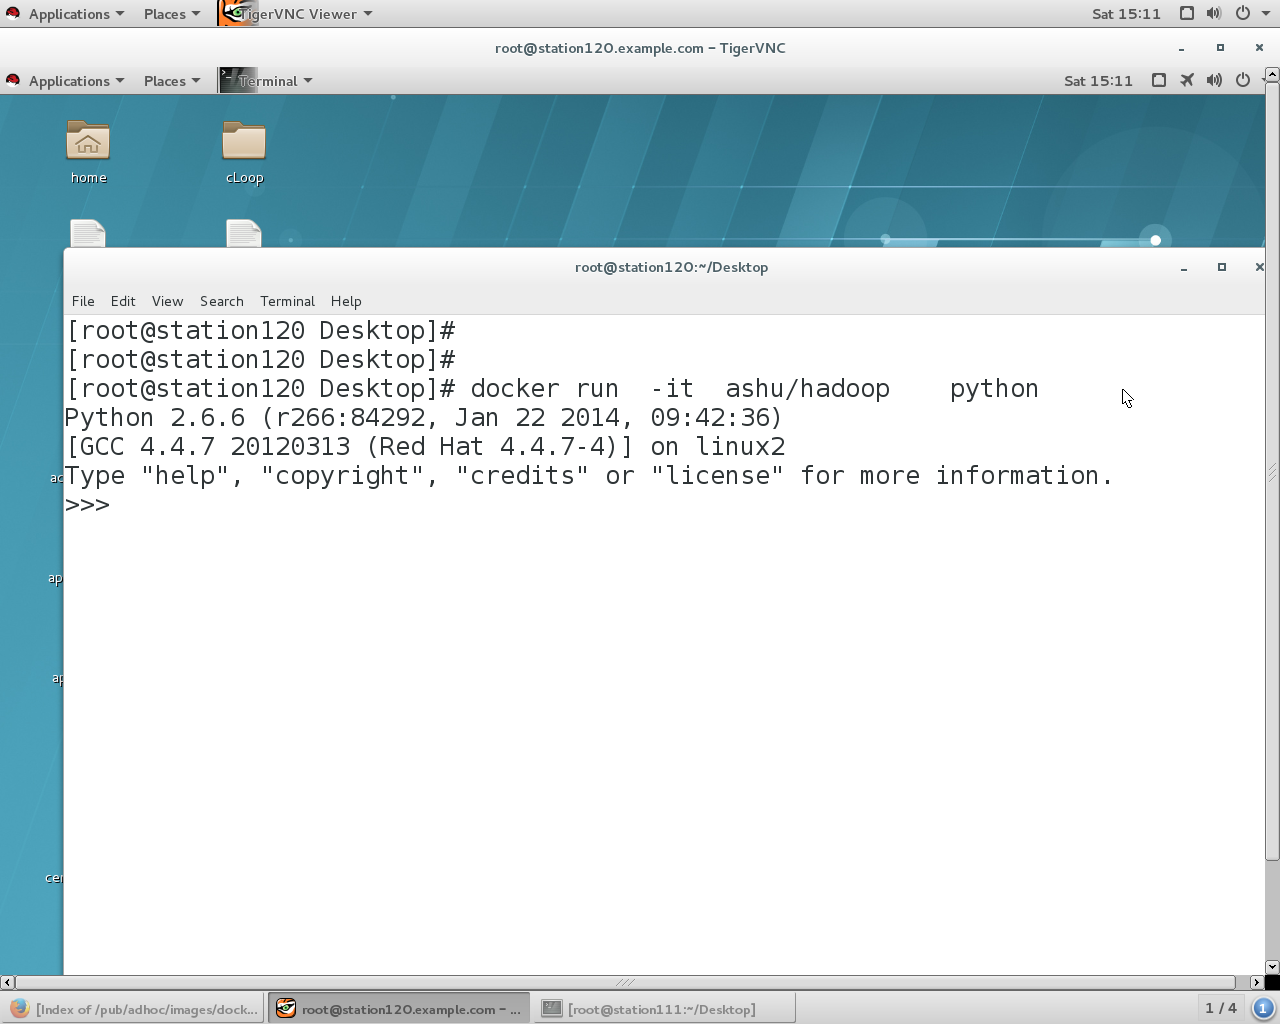 Applications Places TigerVNC Viewer Sat 15:11
root@station120.example.com – TigerVNC
Applications Places Terminal Sat 15:11
home cLoop
root@station120:~/Desktop
File Edit View Search Terminal Help
[root@station120 Desktop]#
[root@station120 Desktop]#
[root@station120 Desktop]# docker run  -it  ashu/hadoop    python
Python 2.6.6 (r266:84292, Jan 22 2014, 09:42:36)
[GCC 4.4.7 20120313 (Red Hat 4.4.7-4)] on linux2
Type "help", "copyright", "credits" or "license" for more information.
>>>
[Index of /pub/adhoc/images/dock... root@station120.example.com – ... [root@station111:~/Desktop] 1 / 4 1